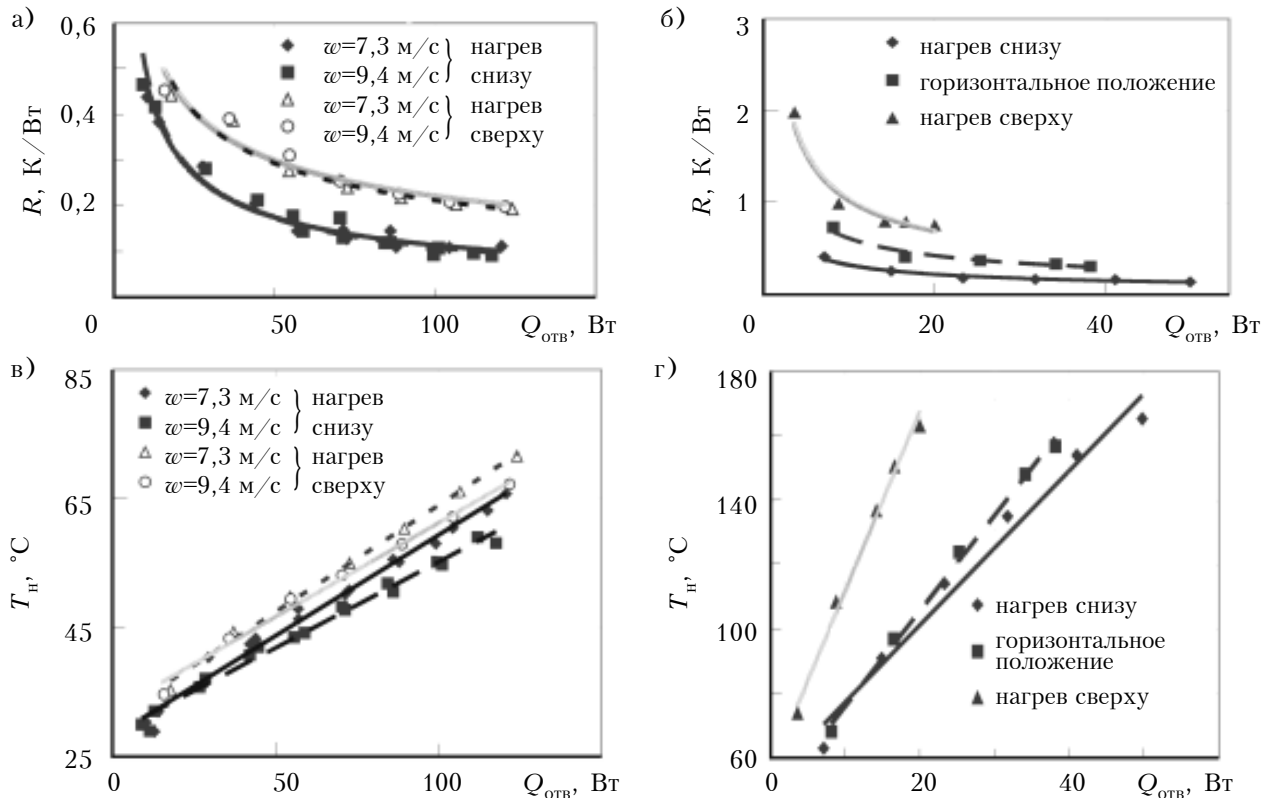 а)
0,6
0,4
0,2
0
50
100
R, К/Вт
Qотв, Вт
w=7,3 м/с
w=9,4 м/с
нагрев
снизу
w=7,3 м/с
w=9,4 м/с
нагрев
сверху
б)
3
2
1
0
20
40
R, К/Вт
Qотв, Вт
нагрев снизу
горизонтальное положение
нагрев сверху
в)
85
65
45
25
0
50
100
Tн, °C
Qотв, Вт
w=7,3 м/с
w=9,4 м/с
нагрев
снизу
w=7,3 м/с
w=9,4 м/с
нагрев
сверху
г)
180
140
100
60
0
20
40
Tн, °C
Qотв, Вт
нагрев снизу
горизонтальное
положение
нагрев сверху